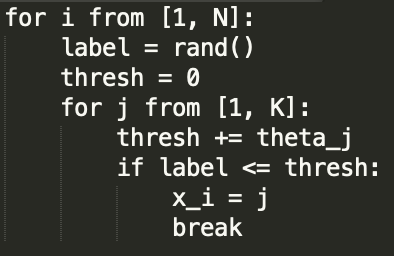 for i from [1, N]:
    label = rand()
    thresh = 0
    for j from [1, K]:
        thresh += theta_j
        if label <= thresh:
            x_i = j
            break